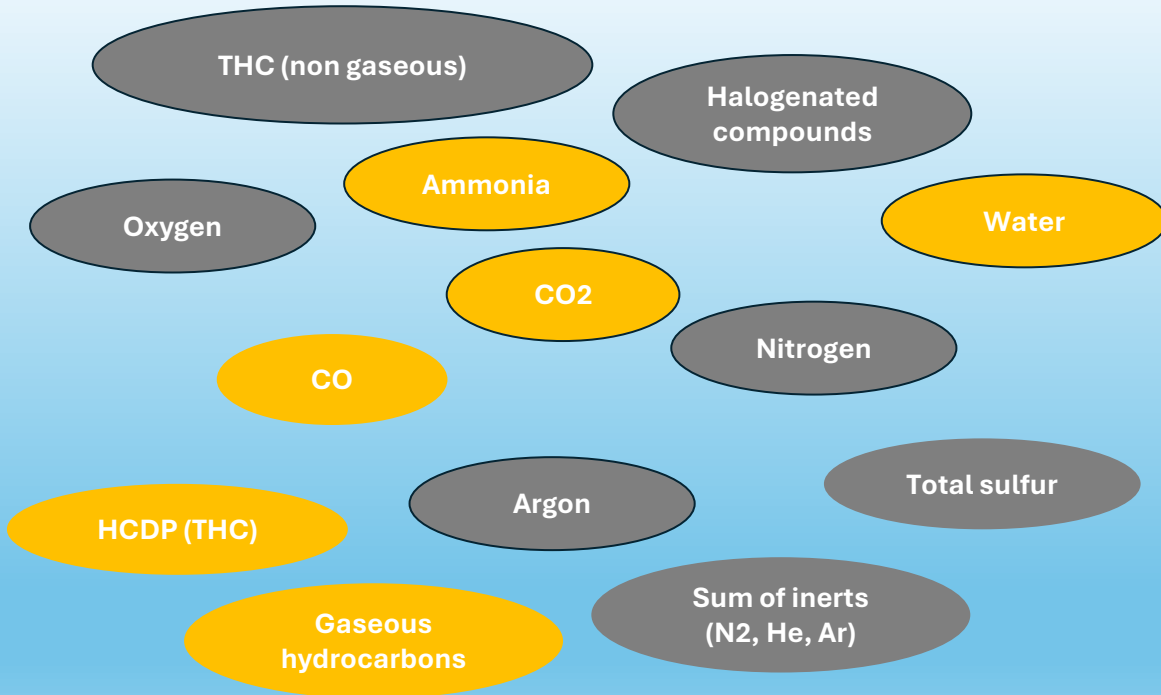 THC (non gaseous)
Halogenated
compounds
Ammonia
Oxygen
Water
CO2
Nitrogen
CO
Total sulfur
Argon
HCDP (THC)
Sum of inerts
(N2, He, Ar)
Gaseous
hydrocarbons